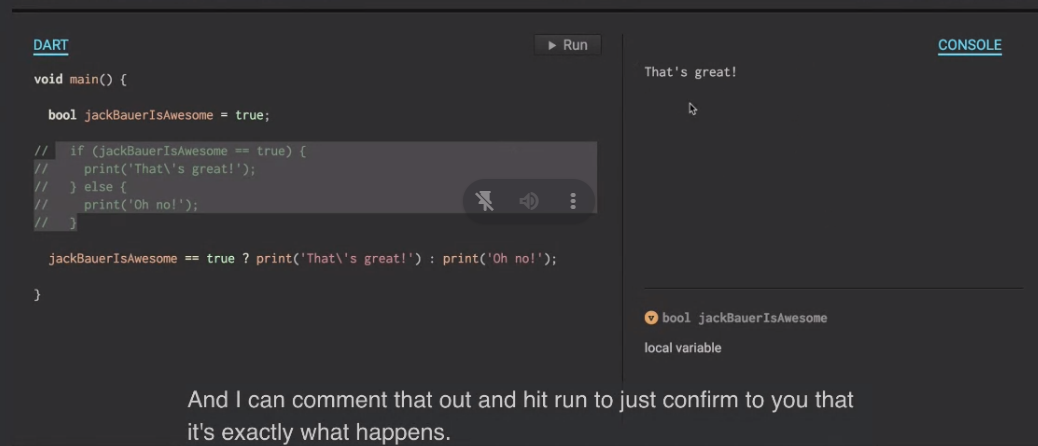 DART
Run
CONSOLE
void main() {
bool jackBauerIsAwesome = true;
//   if (jackBauerIsAwesome == true) {
//     print('That\'s great!');
//   } else {
//     print('Oh no!');
//   }
jackBauerIsAwesome == true ? print('That\'s great!') : print('Oh no!');
}
That's great!
v bool jackBauerIsAwesome
local variable
And I can comment that out and hit run to just confirm to you that
it's exactly what happens.